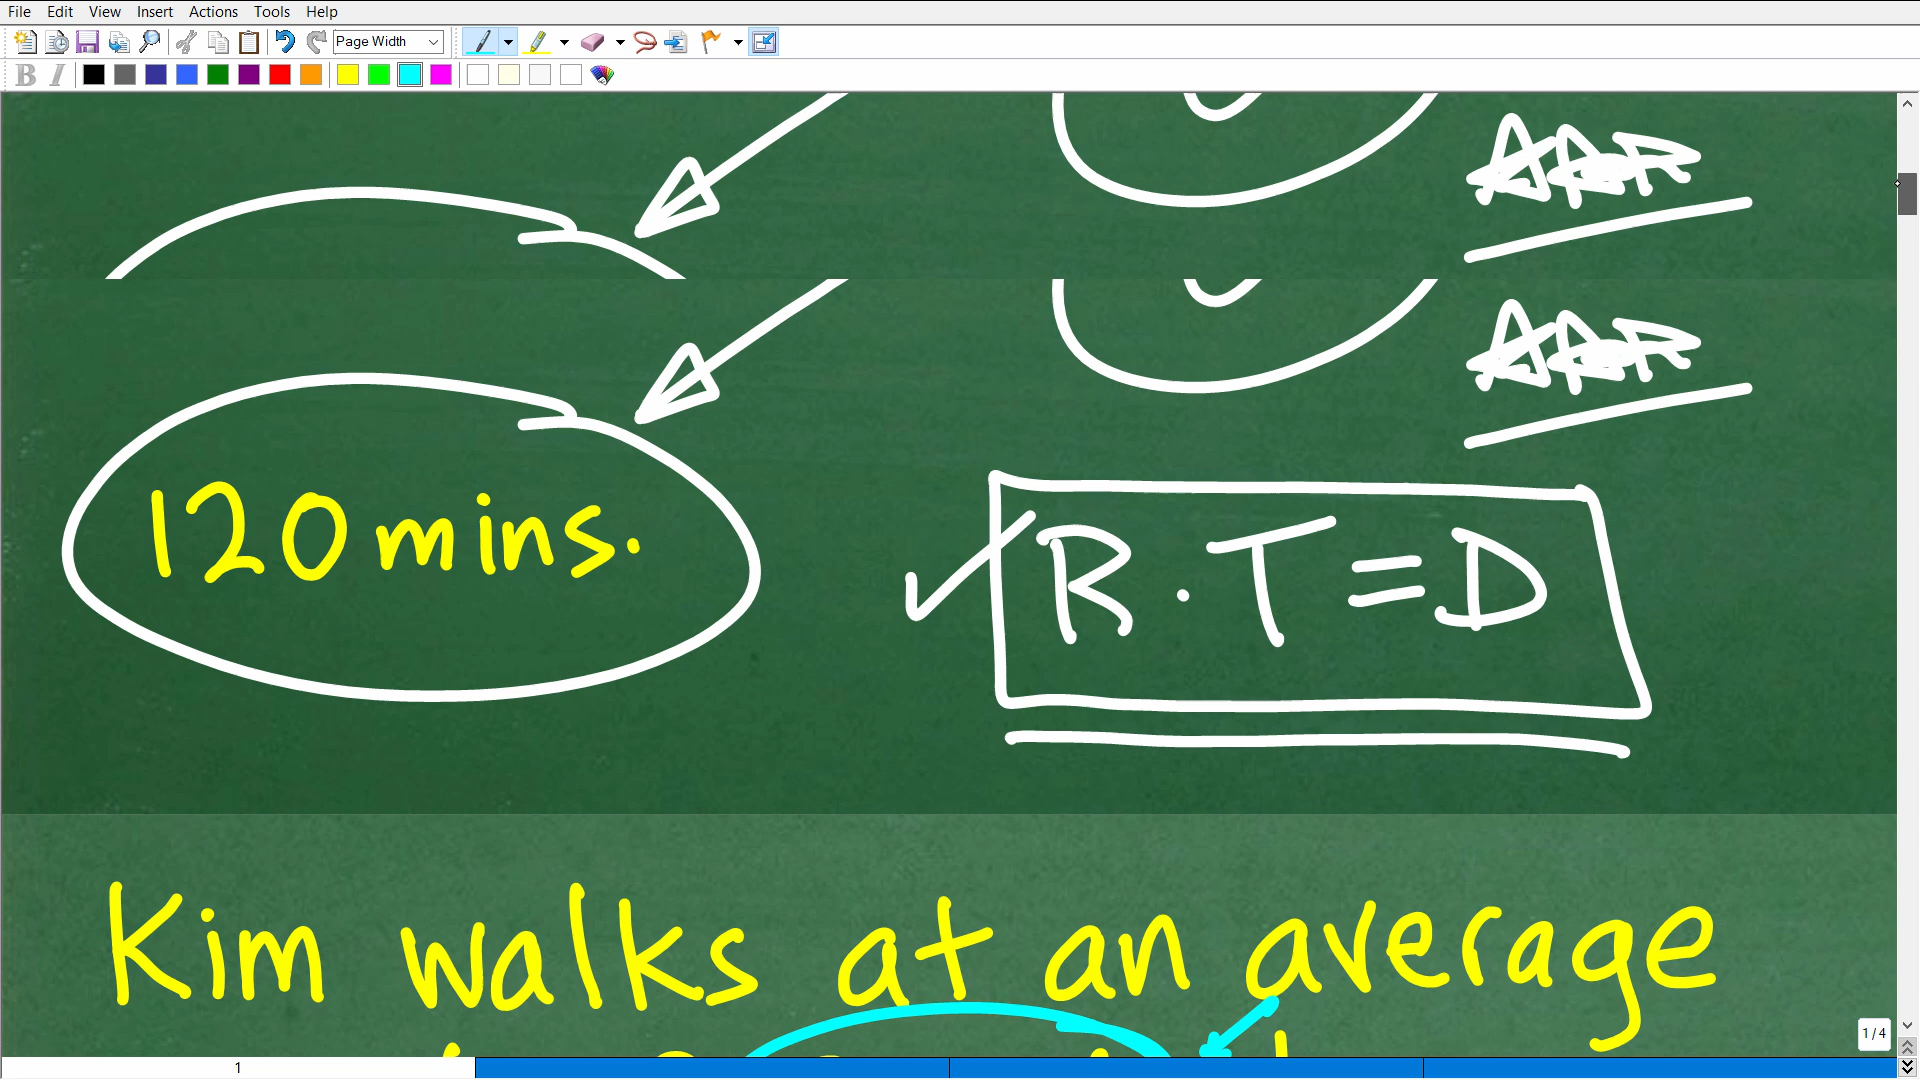 File Edit View Insert Actions Tools Help
Page Width
B I
120 mins.
R · T = D
Kim walks at an average
1 / 4
1